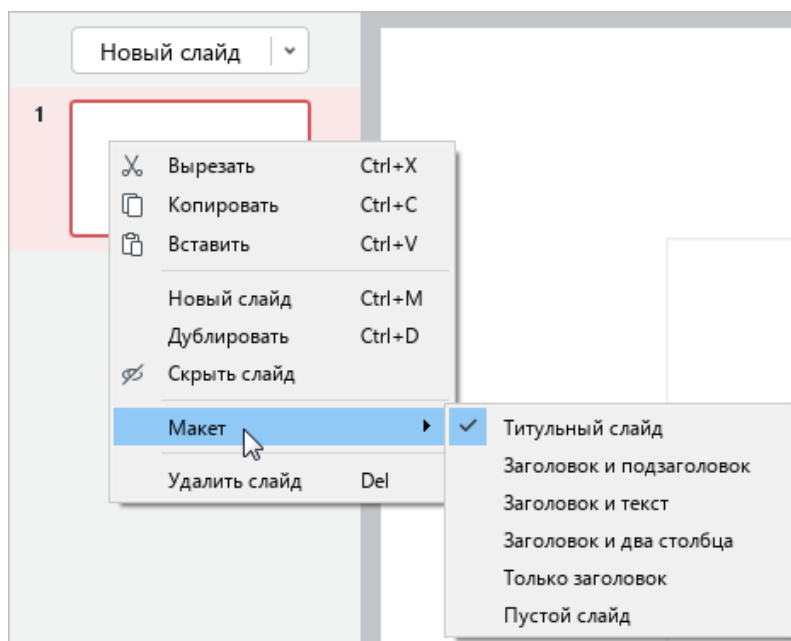 Новый слайд
1
Вырезать Ctrl+X
Копировать Ctrl+C
Вставить Ctrl+V
Новый слайд Ctrl+M
Дублировать Ctrl+D
Скрыть слайд
Макет
Удалить слайд Del
Титульный слайд
Заголовок и подзаголовок
Заголовок и текст
Заголовок и два столбца
Только заголовок
Пустой слайд